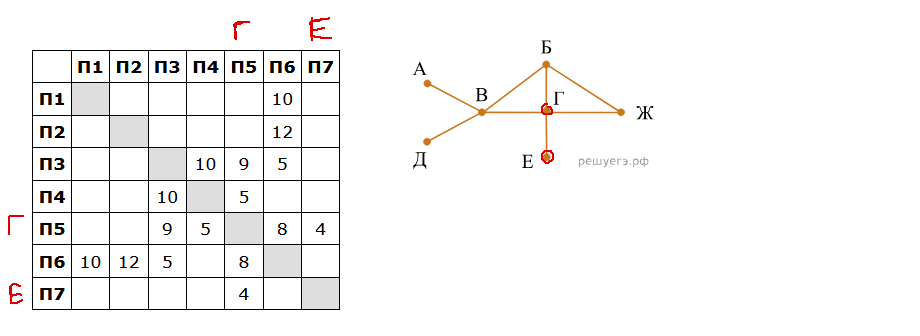 Г Е
П1 П2 П3 П4 П5 П6 П7
П1 10
П2 12
П3 10 9 5
П4 10 5
Г П5 9 5 8 4
П6 10 12 5 8
Е П7 4
Б
А
В
Г
Ж
Д
Е
решуегэ.рф